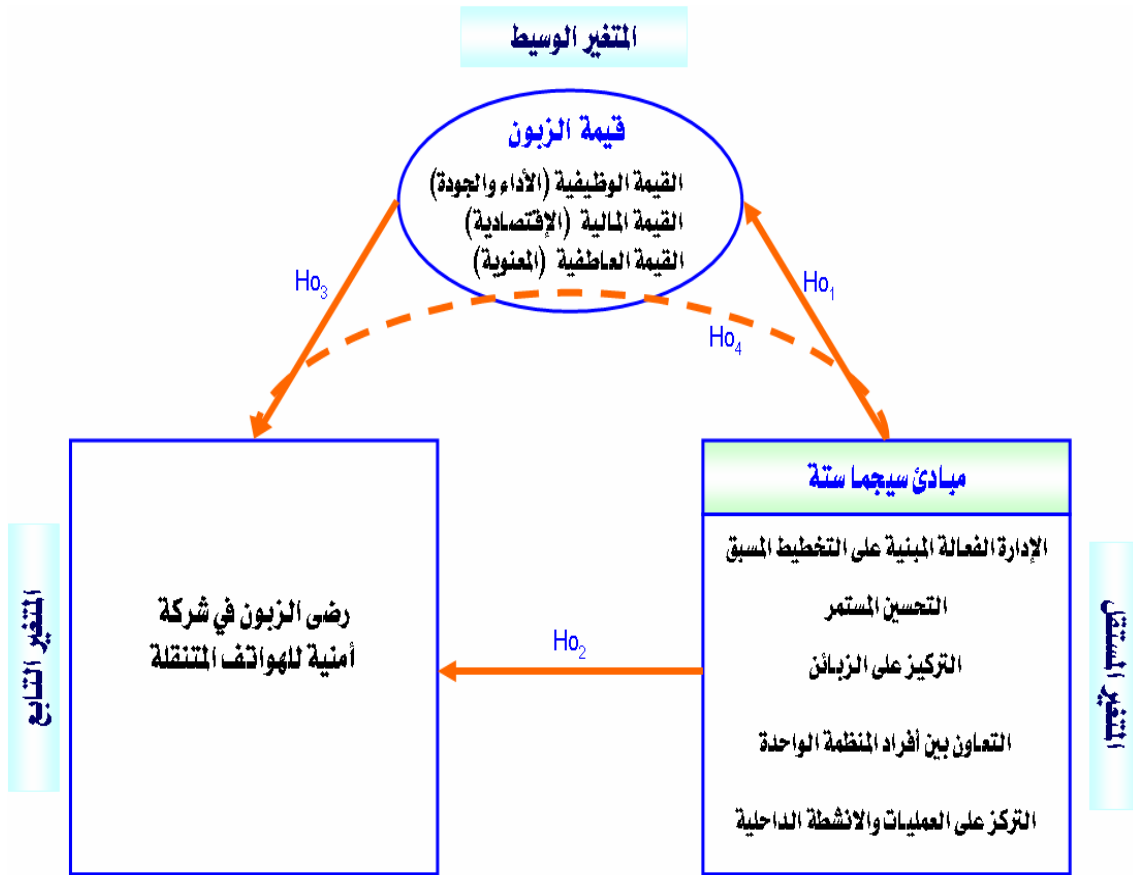 المتغير الوسيط
قيمة الزبون
القيمة الوظيفية (الأداء والجودة)
القيمة المالية (الإقتصادية)
القيمة العاطفية (المعنوية)
Ho1
Ho3
Ho4
مبادئ سيجما ستة
الإدارة الفعالة المبنية على التخطيط المسبق
التحسين المستمر
التركيز على الزبائن
التعاون بين أفراد المنظمة الواحدة
التركز على العمليات والانشطة الداخلية
المتغير المستقل
Ho2
رضى الزبون في شركة
أمنية للهواتف المتنقلة
المتغير التابع